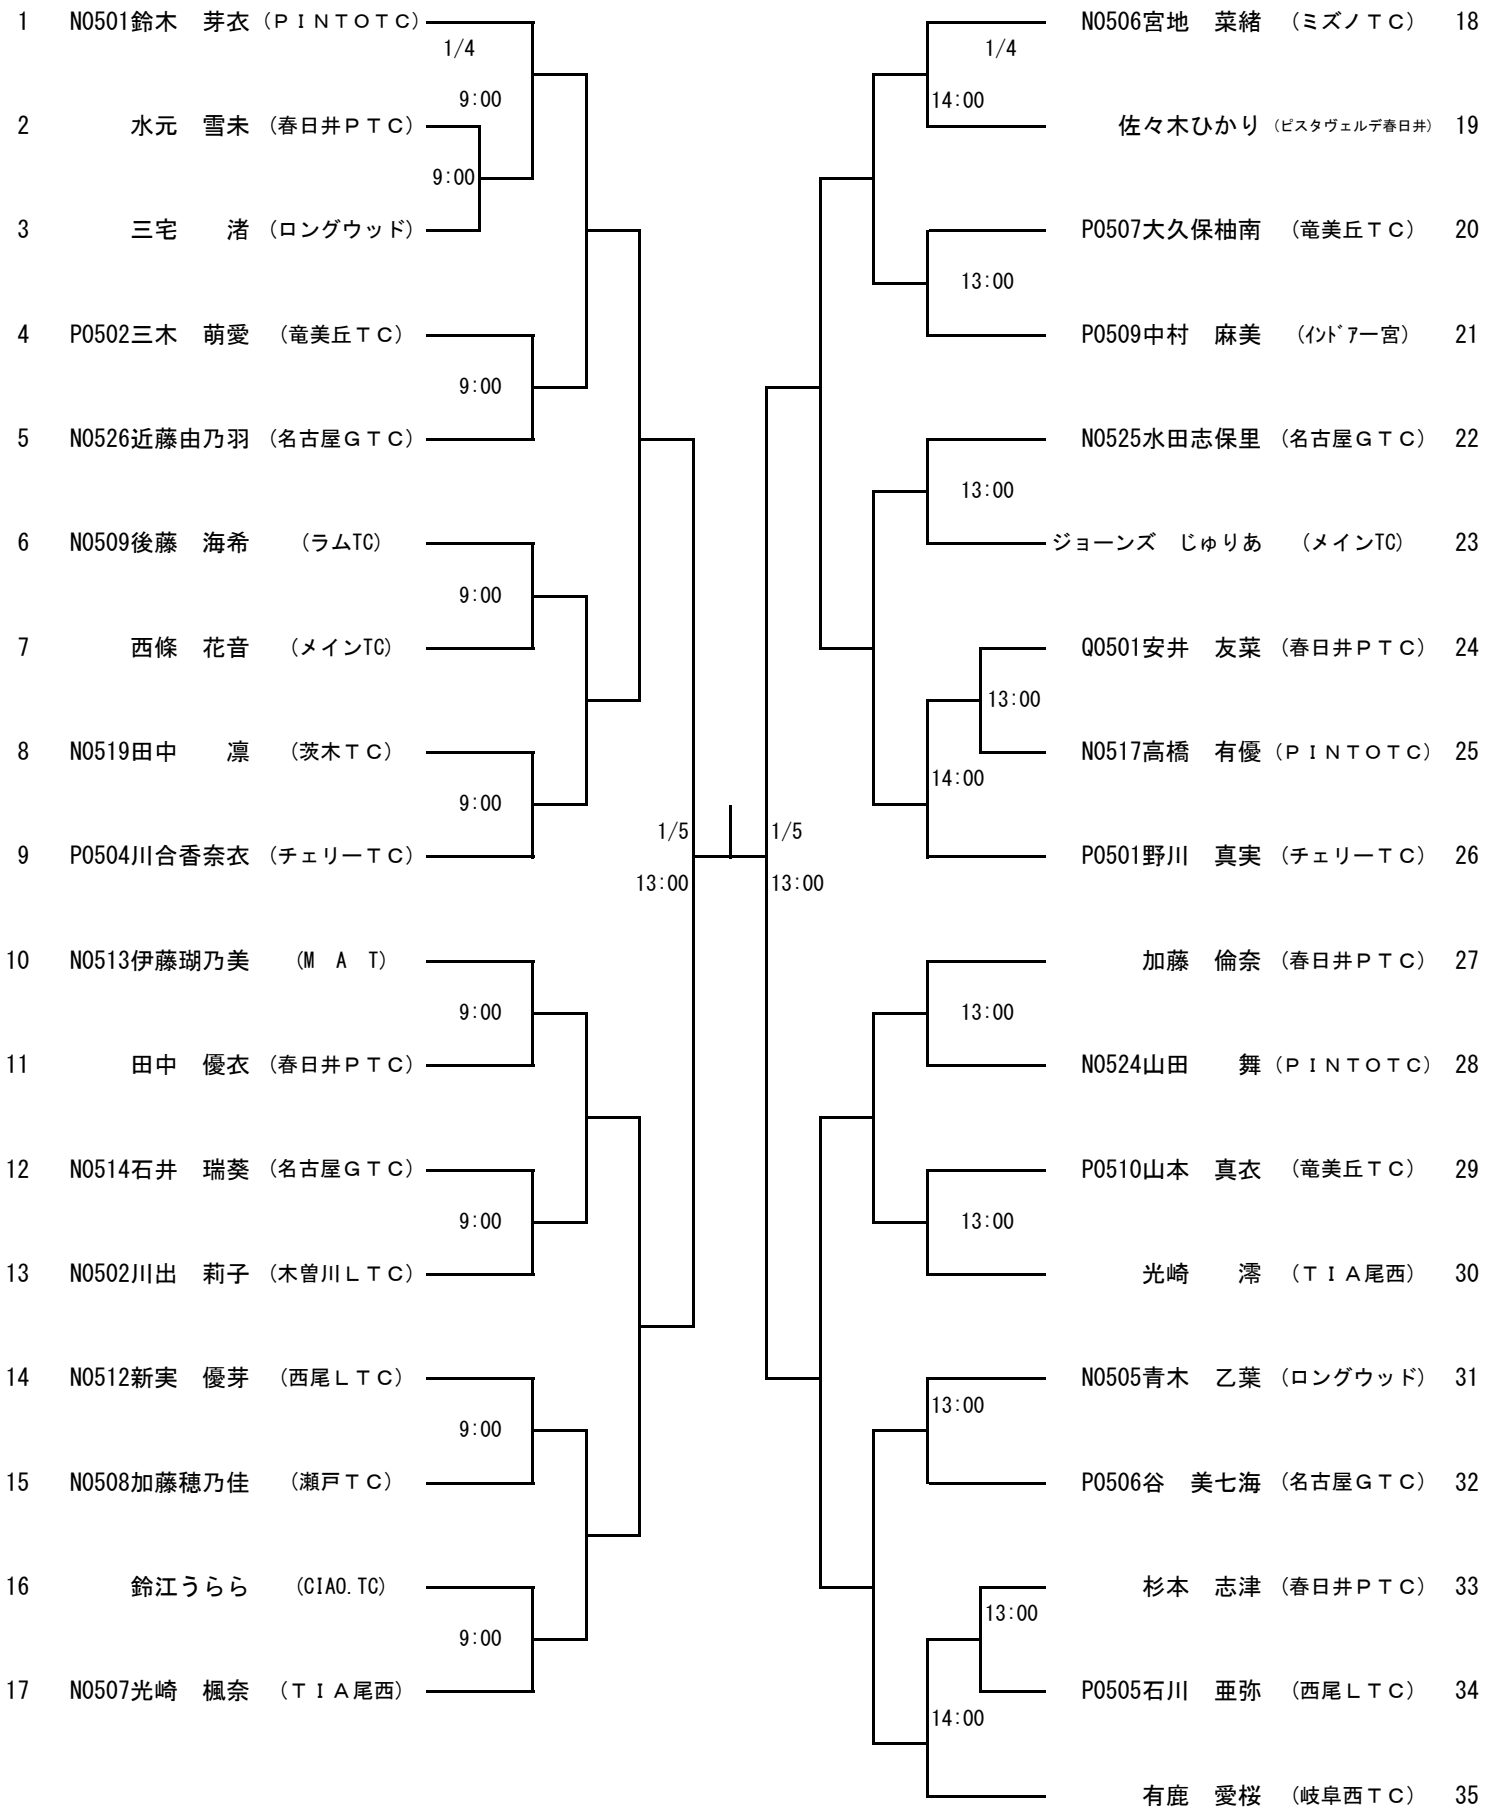 1 N0501鈴木　芽衣（ＰＩＮＴＯＴＣ）
1/4
9:00
2 水元　雪未（春日井ＰＴＣ）
9:00
3 三宅　　渚（ロングウッド）
4 P0502三木　萌愛（竜美丘ＴＣ）
9:00
5 N0526近藤由乃羽（名古屋ＧＴＣ）
6 N0509後藤　海希（ラムTC）
9:00
7 西條　花音（メインTC）
8 N0519田中　　凛（茨木ＴＣ）
9:00
9 P0504川合香奈衣（チェリーＴＣ）
10 N0513伊藤瑚乃美（M A T）
9:00
11 田中　優衣（春日井ＰＴＣ）
12 N0514石井　瑞葵（名古屋ＧＴＣ）
9:00
13 N0502川出　莉子（木曽川ＬＴＣ）
14 N0512新実　優芽（西尾ＬＴＣ）
9:00
15 N0508加藤穂乃佳（瀬戸ＴＣ）
16 鈴江うらら（CIAO.TC）
9:00
17 N0507光崎　楓奈（ＴＩＡ尾西）
1/5
13:00
1/5
13:00
N0506宮地　菜緒（ミズノＴＣ） 18
1/4
14:00
佐々木ひかり（ピスタヴェルデ春日井） 19
P0507大久保柚南（竜美丘ＴＣ） 20
13:00
P0509中村　麻美（ｲﾝﾄﾞｱ一宮） 21
N0525水田志保里（名古屋ＧＴＣ） 22
13:00
ジョーンズ　じゅりあ（メインTC） 23
Q0501安井　友菜（春日井ＰＴＣ） 24
13:00
N0517高橋　有優（ＰＩＮＴＯＴＣ） 25
14:00
P0501野川　真実（チェリーＴＣ） 26
加藤　倫奈（春日井ＰＴＣ） 27
13:00
N0524山田　　舞（ＰＩＮＴＯＴＣ） 28
P0510山本　真衣（竜美丘ＴＣ） 29
13:00
光崎　　澪（ＴＩＡ尾西） 30
N0505青木　乙葉（ロングウッド） 31
13:00
P0506谷　美七海（名古屋ＧＴＣ） 32
杉本　志津（春日井ＰＴＣ） 33
13:00
P0505石川　亜弥（西尾ＬＴＣ） 34
14:00
有鹿　愛桜（岐阜西ＴＣ） 35